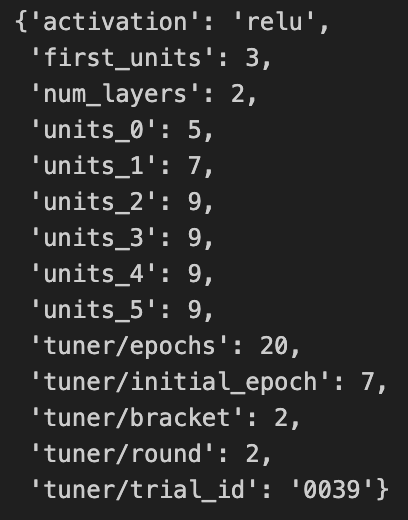 {'activation': 'relu',
'first_units': 3,
'num_layers': 2,
'units_0': 5,
'units_1': 7,
'units_2': 9,
'units_3': 9,
'units_4': 9,
'units_5': 9,
'tuner/epochs': 20,
'tuner/initial_epoch': 7,
'tuner/bracket': 2,
'tuner/round': 2,
'tuner/trial_id': '0039'}